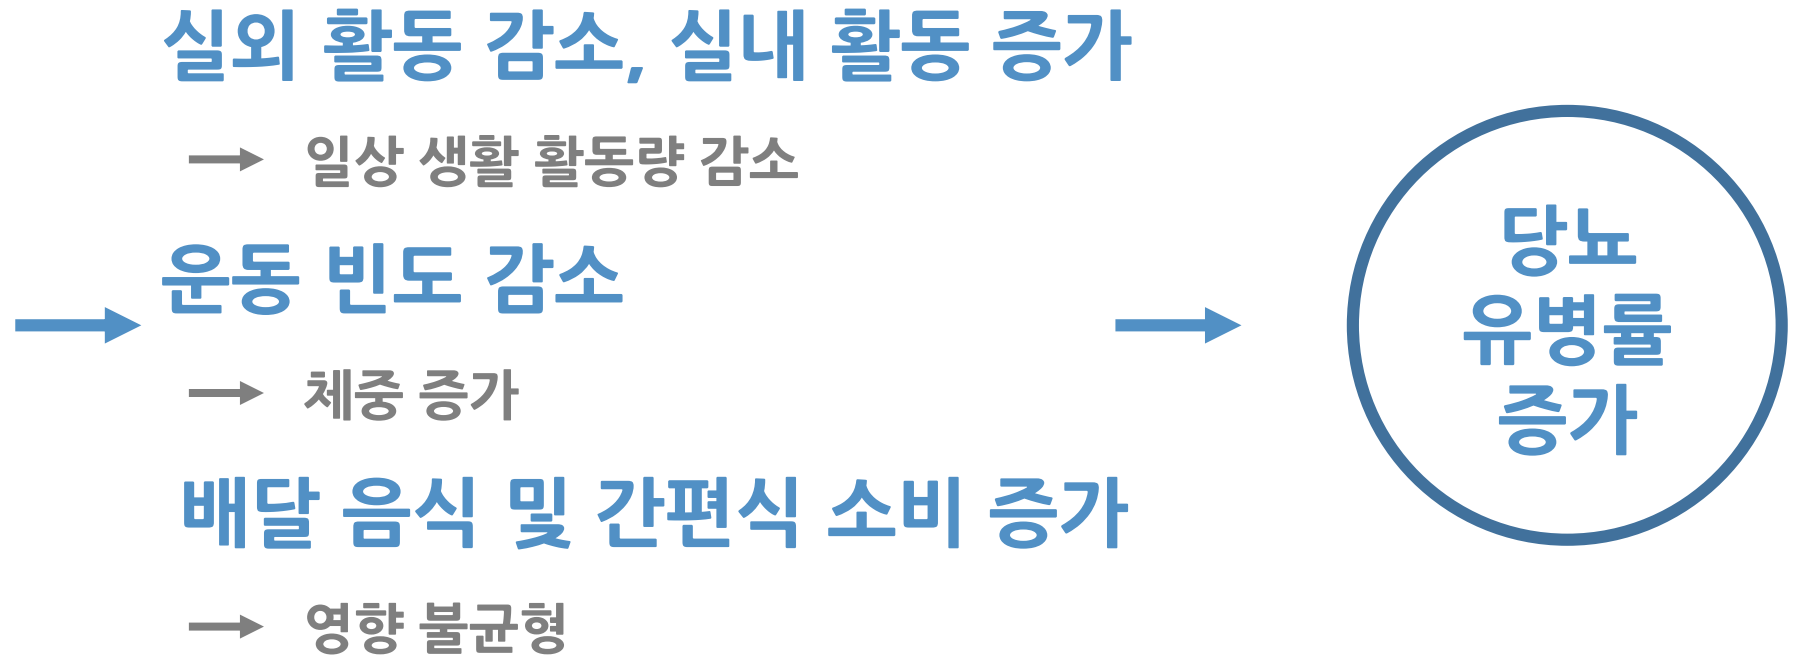 실외 활동 감소, 실내 활동 증가
일상 생활 활동량 감소
운동 빈도 감소
체중 증가
배달 음식 및 간편식 소비 증가
영향 불균형
당뇨
유병률
증가